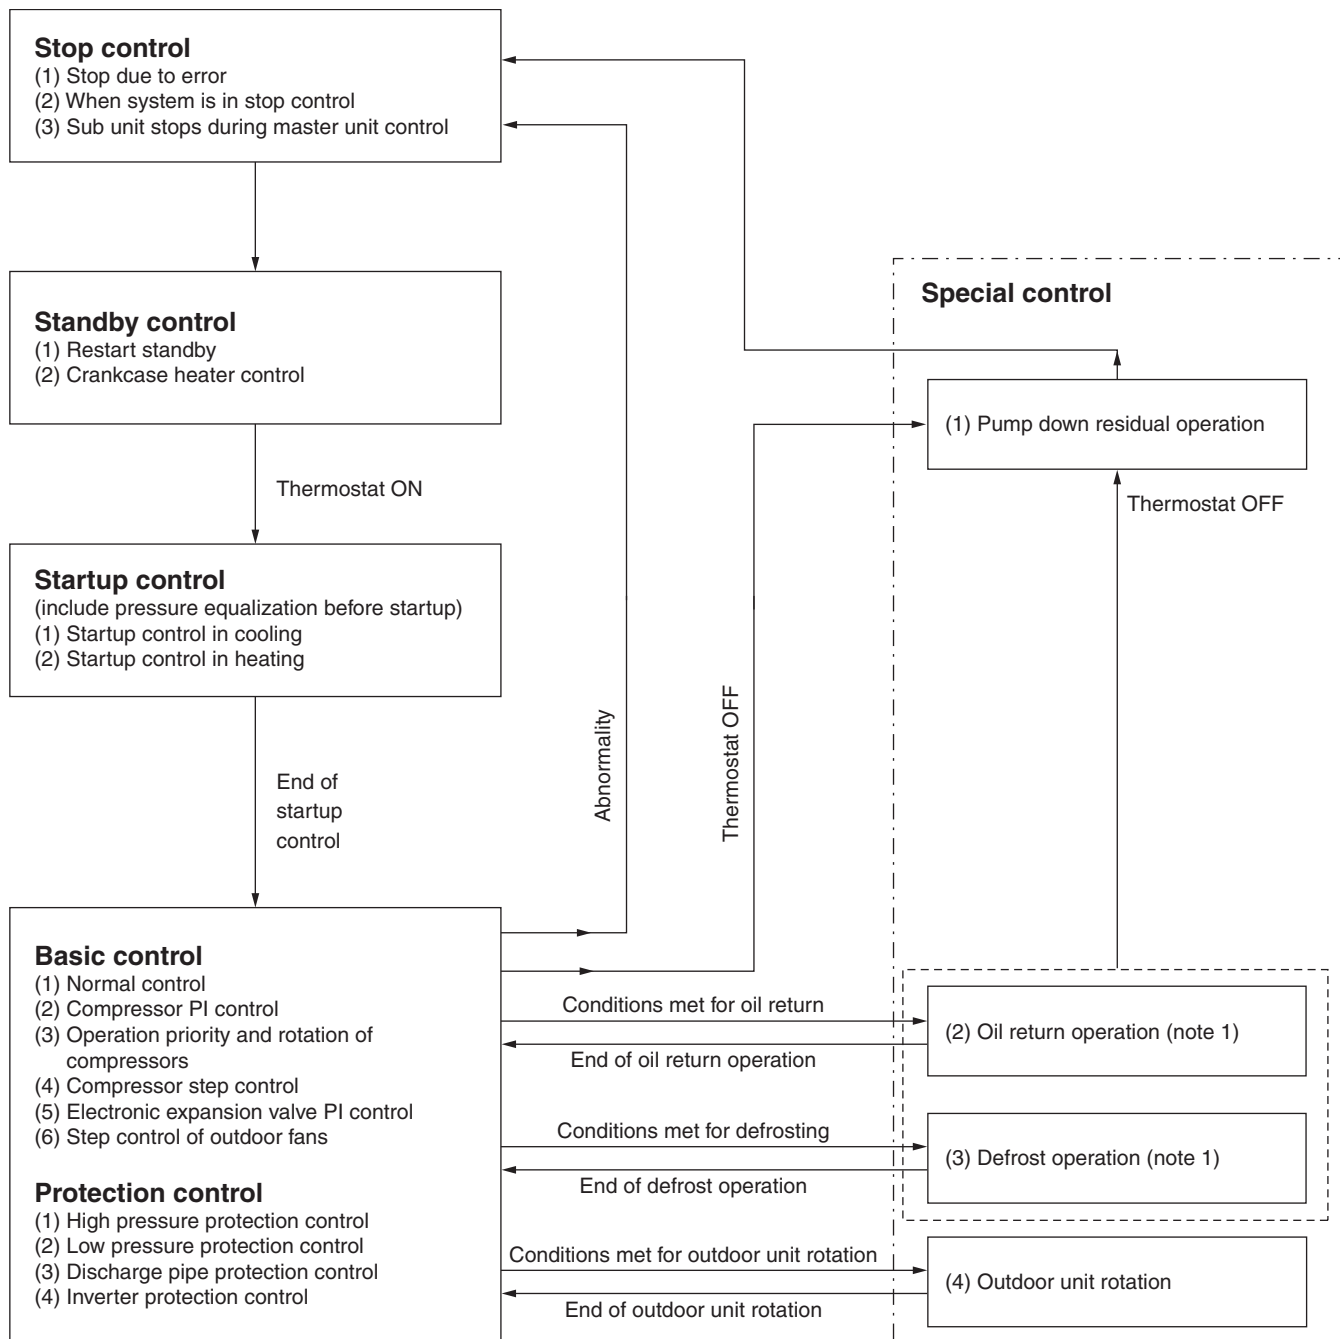 Stop control
(1) Stop due to error
(2) When system is in stop control
(3) Sub unit stops during master unit control
Standby control
(1) Restart standby
(2) Crankcase heater control
Thermostat ON
Startup control
(include pressure equalization before startup)
(1) Startup control in cooling
(2) Startup control in heating
End of
startup
control
Abnormality
Thermostat OFF
Special control
(1) Pump down residual operation
Thermostat OFF
Basic control
(1) Normal control
(2) Compressor PI control
(3) Operation priority and rotation of
compressors
(4) Compressor step control
(5) Electronic expansion valve PI control
(6) Step control of outdoor fans
Protection control
(1) High pressure protection control
(2) Low pressure protection control
(3) Discharge pipe protection control
(4) Inverter protection control
Conditions met for oil return
End of oil return operation
(2) Oil return operation (note 1)
Conditions met for defrosting
End of defrost operation
(3) Defrost operation (note 1)
Conditions met for outdoor unit rotation
End of outdoor unit rotation
(4) Outdoor unit rotation